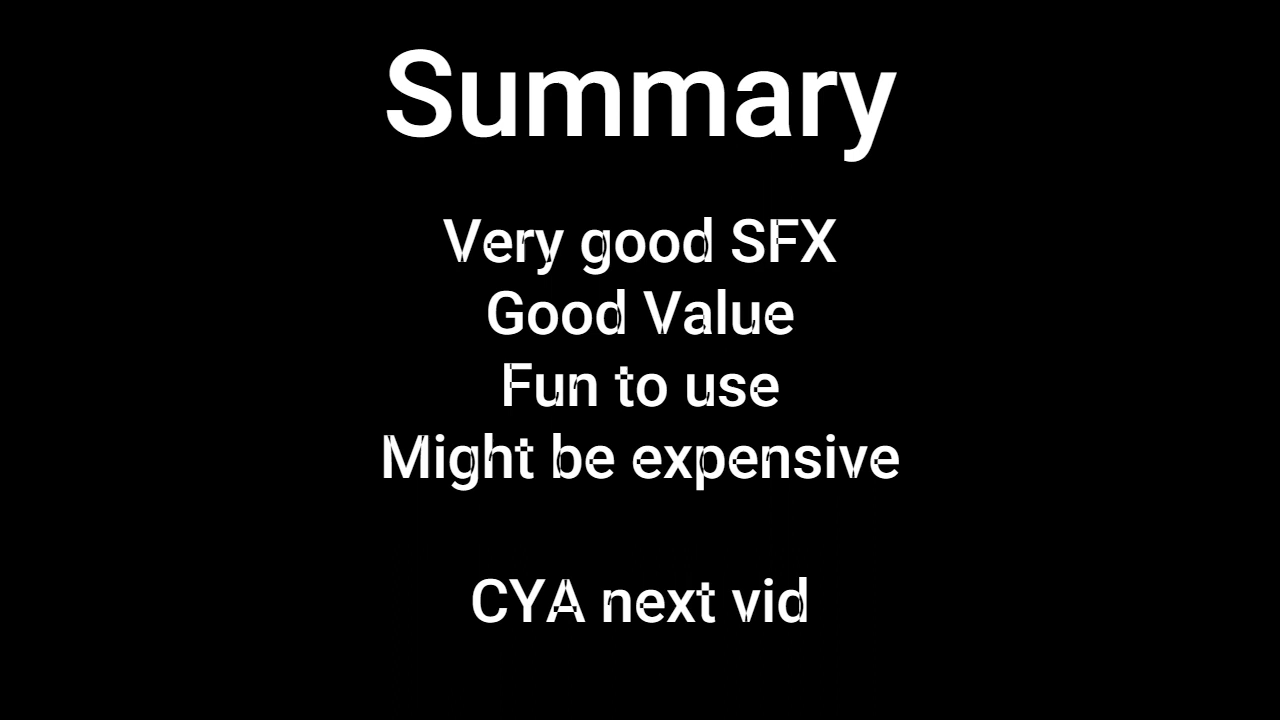 Summary
Very good SFX
Good Value
Fun to use
Might be expensive
CYA next vid